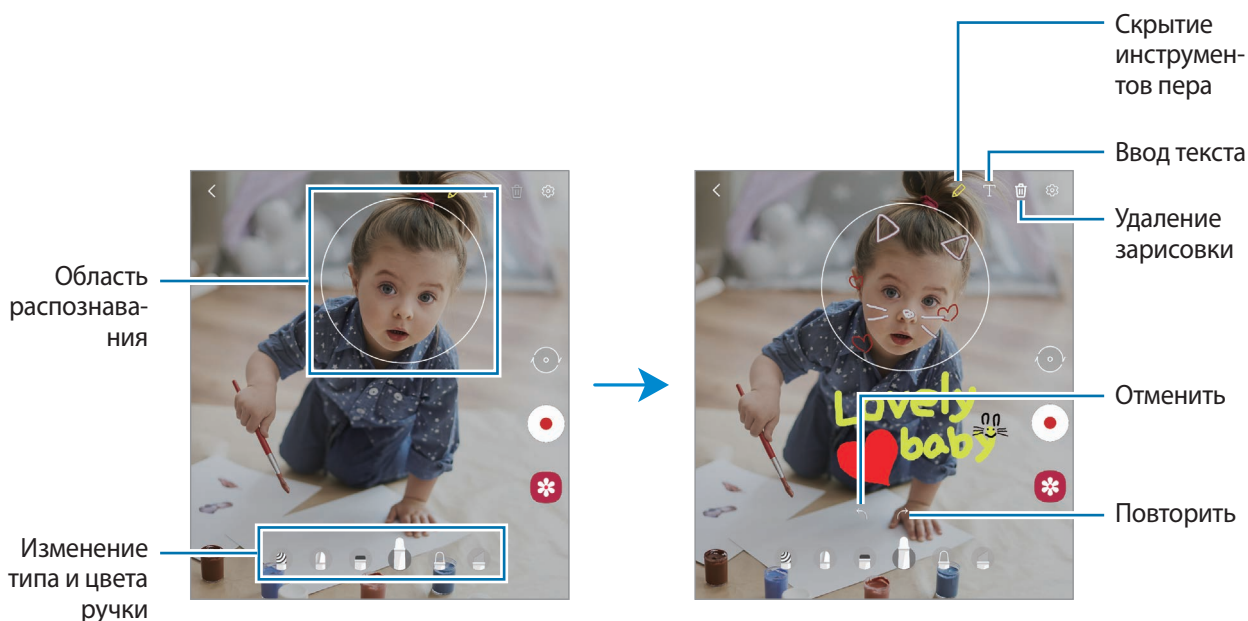 Скрытие
инструмен-
тов пера
Ввод текста
Удаление
зарисовки
Область
распознава-
ния
Lovely
baby
Отменить
Повторить
Изменение
типа и цвета
ручки